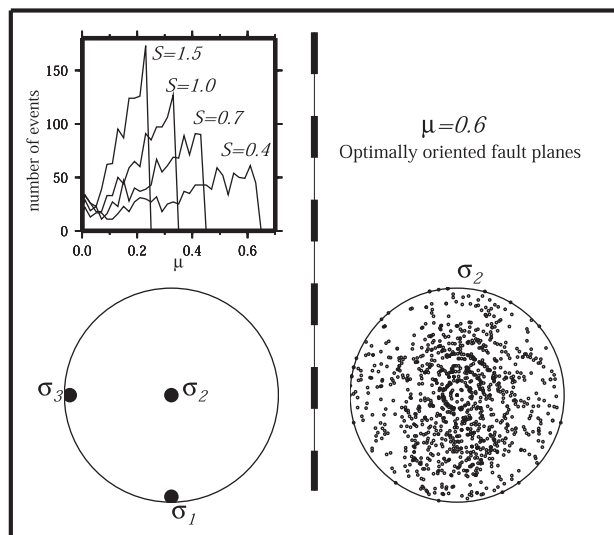 S=1.5
S=1.0
S=0.7
S=0.4
number of events
150
100
50
0
0.0 0.2 0.4 0.6
μ
μ=0.6
Optimally oriented fault planes
σ3
σ2
σ1
σ2